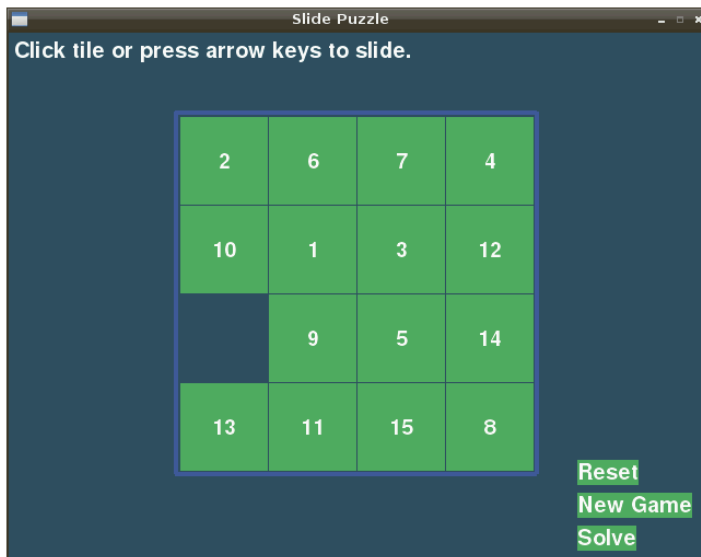 Slide Puzzle
Click tile or press arrow keys to slide.
2 6 7 4
10 1 3 12
9 5 14
13 11 15 8
Reset
New Game
Solve